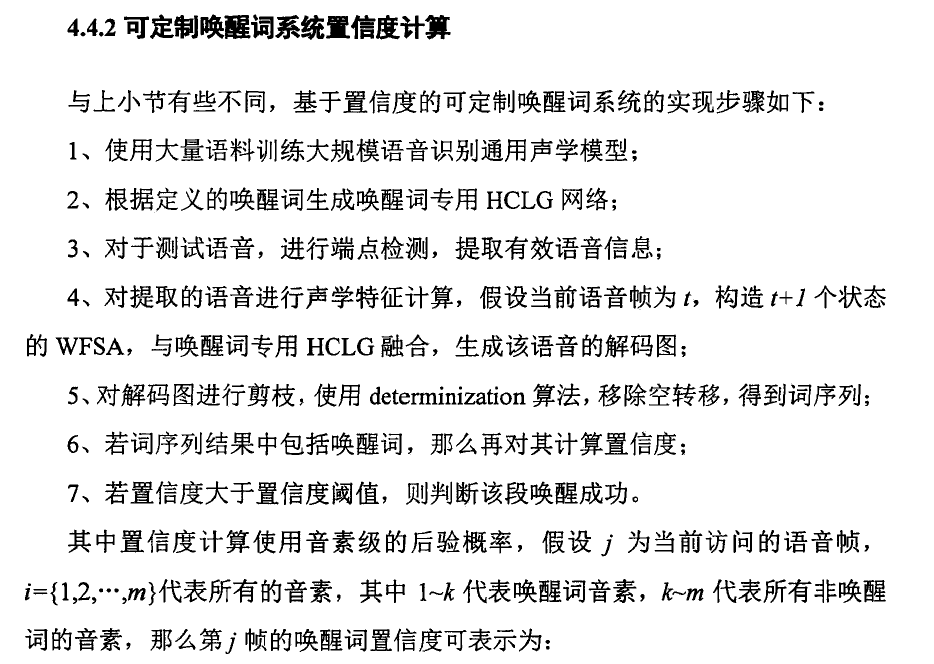 4.4.2 可定制唤醒词系统置信度计算
与上小节有些不同，基于置信度的可定制唤醒词系统的实现步骤如下：
1、使用大量语料训练大规模语音识别通用声学模型；
2、根据定义的唤醒词生成唤醒词专用 HCLG 网络；
3、对于测试语音，进行端点检测，提取有效语音信息；
4、对提取的语音进行声学特征计算，假设当前语音帧为 t，构造 t+1 个状态
的 WFSA，与唤醒词专用 HCLG 融合，生成该语音的解码图；
5、对解码图进行剪枝，使用 determinization 算法，移除空转移，得到词序列；
6、若词序列结果中包括唤醒词，那么再对其计算置信度；
7、若置信度大于置信度阈值，则判断该段唤醒成功。
其中置信度计算使用音素级的后验概率，假设 j 为当前访问的语音帧，
i={1,2,⋯,m}代表所有的音素，其中 1~k 代表唤醒词音素，k~m 代表所有非唤醒
词的音素，那么第 j 帧的唤醒词置信度可表示为：